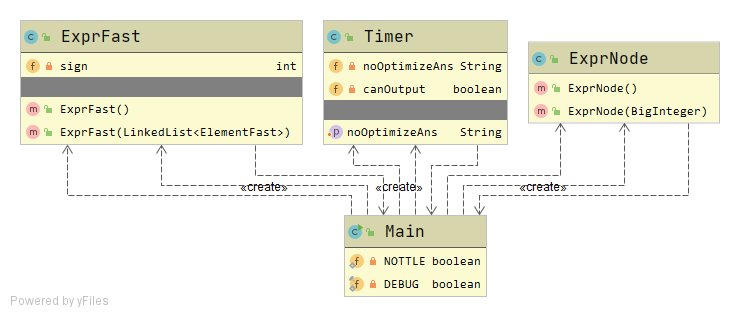 ExprFast
sign int
ExprFast()
ExprFast(LinkedList<ElementFast>)
Timer
noOptimizeAns String
canOutput boolean
noOptimizeAns String
ExprNode
ExprNode()
ExprNode(BigInteger)
«create»
«create»
«create»
Main
NOTTLE boolean
DEBUG boolean
Powered by yFiles